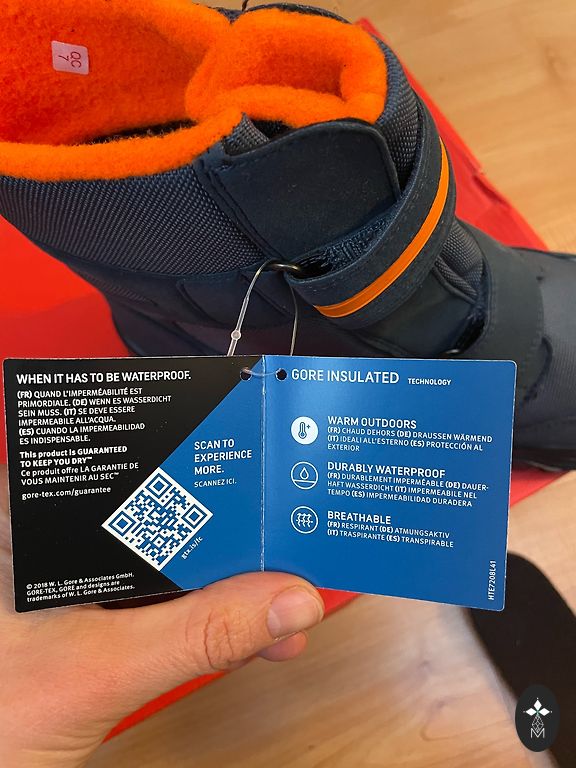 QC
7
WHEN IT HAS TO BE WATERPROOF.
(FR) QUAND L'IMPERMÉABILITÉ EST
PRIMORDIALE. (DE) WENN ES WASSERDICHT
SEIN MUSS. (IT) SE DEVE ESSERE
IMPERMEABILE ALL'ACQUA.
(ES) CUANDO LA IMPERMEABILIDAD
ES INDISPENSABLE.
This product is GUARANTEED
TO KEEP YOU DRY™
Ce produit offre LA GARANTIE DE
VOUS MAINTENIR AU SEC™
gore-tex.com/guarantee
SCAN TO
EXPERIENCE
MORE.
SCANNEZ ICI.
gtx.is/lc
© 2018 W. L. Gore & Associates GmbH.
GORE-TEX, GORE and designs are
trademarks of W. L. Gore & Associates.
GORE INSULATED TECHNOLOGY
WARM OUTDOORS
(FR) CHAUD DEHORS (DE) DRAUSSEN WÄRMEND
(IT) IDEALI ALL'ESTERNO (ES) PROTECCIÓN AL
EXTERIOR
DURABLY WATERPROOF
(FR) DURABLEMENT IMPERMÉABLE (DE) DAUER-
HAFT WASSERDICHT (IT) IMPERMEABILE NEL
TEMPO (ES) IMPERMEABILIDAD DURADERA
BREATHABLE
(FR) RESPIRANT (DE) ATMUNGSAKTIV
(IT) TRASPIRANTE (ES) TRANSPIRABLE
HTE7208L41
M